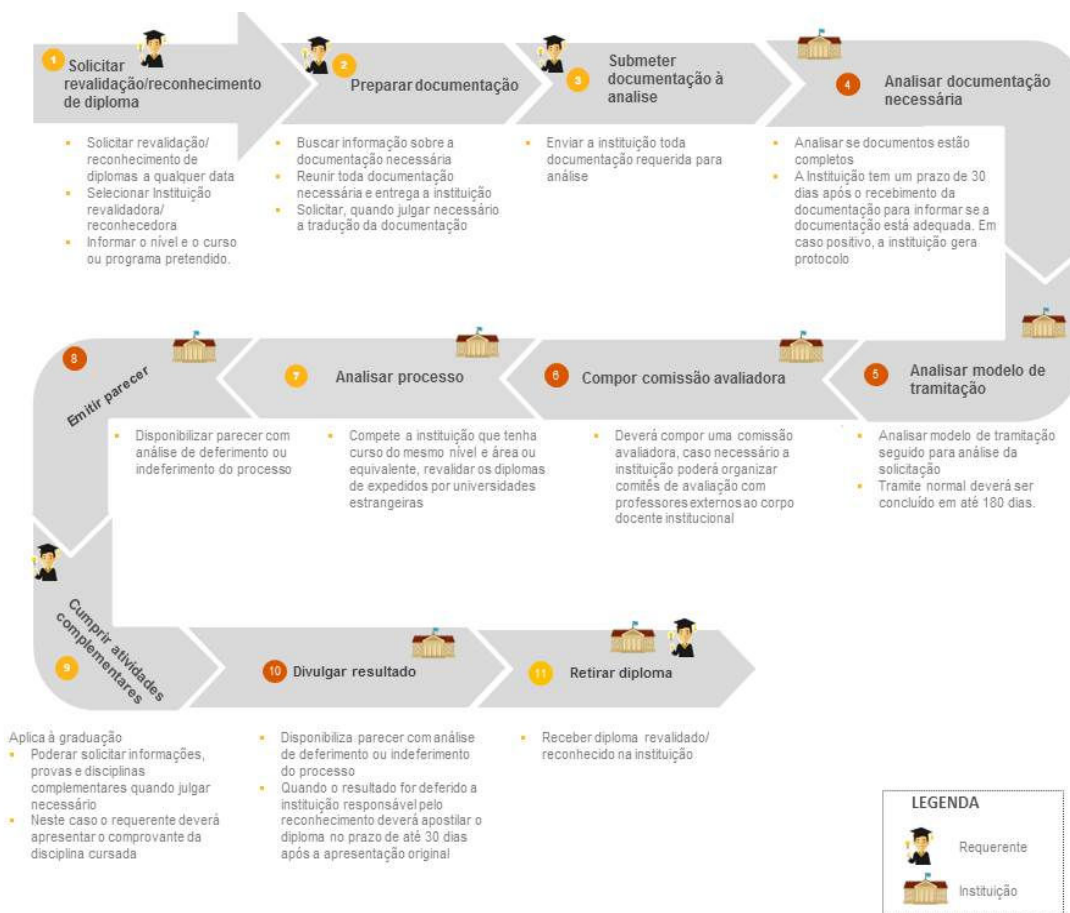 1
Solicitar
revalidação/reconhecimento
de diploma
2
Preparar documentação
3
Submeter
documentação à
analise
4
Analisar documentação
necessária
Solicitar revalidação/
reconhecimento de
diplomas a qualquer data
Selecionar Instituição
revalidadora/
reconhecedora
Informar o nível e o curso
ou programa pretendido.
Buscar informação sobre a
documentação necessária
Reunir toda documentação
necessária e entrega a instituição
Solicitar, quando julgar necessário
a tradução da documentação
Enviar a instituição toda
documentação requerida para
análise
Analisar se documentos estão
completos
A Instituição tem um prazo de 30
dias após o recebimento da
documentação para informar se a
documentação está adequada. Em
caso positivo, a instituição gera
protocolo
5
Analisar modelo de
tramitação
6
Compor comissão avaliadora
7
Analisar processo
8
Emitir parecer
Analisar modelo de tramitação
seguido para análise da
solicitação
Tramite normal deverá ser
concluído em até 180 dias.
Deverá compor uma comissão
avaliadora, caso necessário a
instituição poderá organizar
comitês de avaliação com
professores externos ao corpo
docente institucional
Compete a instituição que tenha
curso do mesmo nível e área ou
equivalente, revalidar os diplomas
de expedidos por universidades
estrangeiras
Disponibilizar parecer com
análise de deferimento ou
indeferimento do processo
9
Cumprir atividades
complementares
10
Divulgar resultado
11
Retirar diploma
Aplica à graduação
Poderar solicitar informações,
provas e disciplinas
complementares quando julgar
necessário
Neste caso o requerente deverá
apresentar o comprovante da
disciplina cursada
Disponibiliza parecer com análise
de deferimento ou indeferimento
do processo
Quando o resultado for deferido a
instituição responsável pelo
reconhecimento deverá apostilar o
diploma no prazo de até 30 dias
após a apresentação original
Receber diploma revalidado/
reconhecido na instituição
LEGENDA
Requerente
Instituição